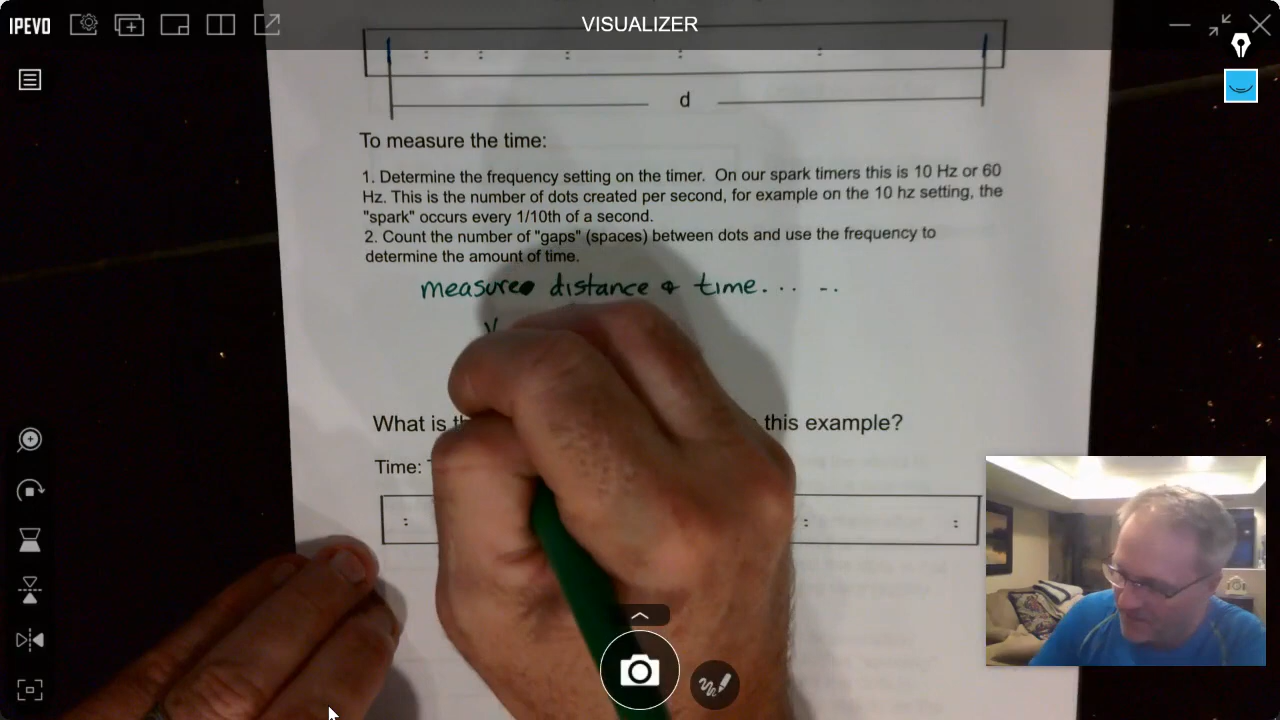 IPEVO
VISUALIZER
d
To measure the time:
1. Determine the frequency setting on the timer. On our spark timers this is 10 Hz or 60
Hz. This is the number of dots created per second, for example on the 10 hz setting, the
"spark" occurs every 1/10th of a second.
2. Count the number of "gaps" (spaces) between dots and use the frequency to
determine the amount of time.
measure distance & time. . . . - .
What is this example?
Time: